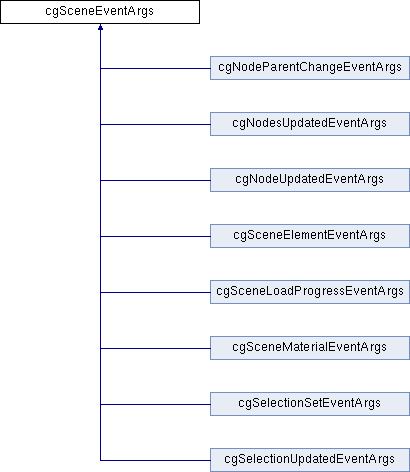 cgSceneEventArgs
cgNodeParentChangeEventArgs
cgNodesUpdatedEventArgs
cgNodeUpdatedEventArgs
cgSceneElementEventArgs
cgSceneLoadProgressEventArgs
cgSceneMaterialEventArgs
cgSelectionSetEventArgs
cgSelectionUpdatedEventArgs